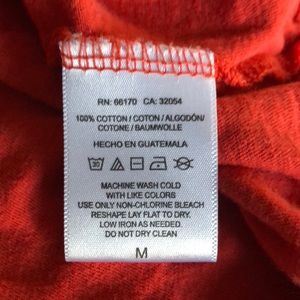 RN: 66170 CA: 32054
100% COTTON / COTON / ALGODÓN/
COTONE / BAUMWOLLE
HECHO EN GUATEMALA
MACHINE WASH COLD
WITH LIKE COLORS
USE ONLY NON-CHLORINE BLEACH
RESHAPE LAY FLAT TO DRY.
LOW IRON AS NEEDED.
DO NOT DRY CLEAN
M